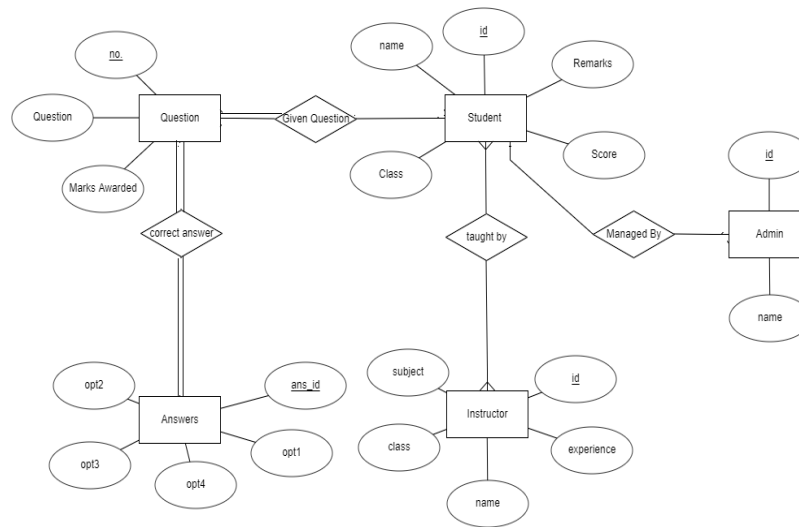 id
no.
name
Remarks
Question
Question
Given Question
Student
Marks Awarded
Class
Score
id
correct answer
taught by
Managed By
Admin
name
opt2
ans_id
subject
id
Answers
Instructor
opt3
opt1
class
experience
opt4
name